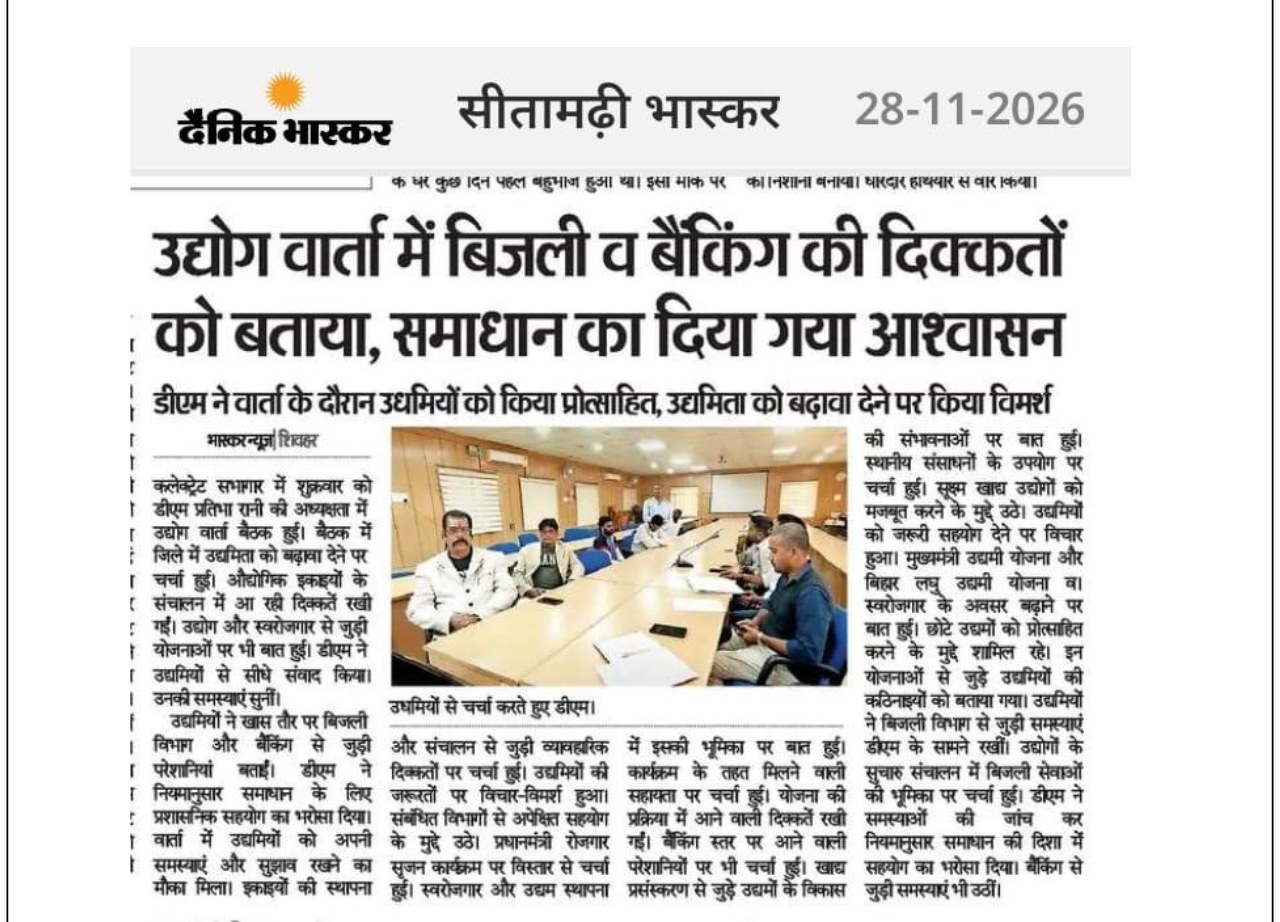 दैनिक भास्कर
सीतामढ़ी भास्कर
28-11-2026
के घर कुछ दिन पहले बहुभोज हुआ था। इसी मौके पर
को निशाना बनाया। धारदार हथियार से वार किया।
उद्योग वार्ता में बिजली व बैंकिंग की दिक्कतों
को बताया, समाधान का दिया गया आश्वासन
डीएम ने वार्ता के दौरान उधमियों को किया प्रोत्साहित, उद्यमिता को बढ़ावा देने पर किया विमर्श
भास्कर न्यूज़|शिवहर
कलेक्ट्रेट सभागार में शुक्रवार को
डीएम प्रतिभा रानी की अध्यक्षता में
उद्योग वार्ता बैठक हुई। बैठक में
जिले में उद्यमिता को बढ़ावा देने पर
चर्चा हुई। औद्योगिक इकाइयों के
संचालन में आ रही दिक्कतें रखी
गईं। उद्योग और स्वरोजगार से जुड़ी
योजनाओं पर भी बात हुई। डीएम ने
उद्यमियों से सीधे संवाद किया।
उनकी समस्याएं सुनीं।
उद्यमियों ने खास तौर पर बिजली
विभाग और बैंकिंग से जुड़ी
परेशानियां बताईं। डीएम ने
नियमानुसार समाधान के लिए
प्रशासनिक सहयोग का भरोसा दिया।
वार्ता में उद्यमियों को अपनी
समस्याएं और सुझाव रखने का
मौका मिला। इकाइयों की स्थापना
उधमियों से चर्चा करते हुए डीएम।
और संचालन से जुड़ी व्यावहारिक
दिक्कतों पर चर्चा हुई। उद्यमियों की
जरूरतों पर विचार-विमर्श हुआ।
संबंधित विभागों से अपेक्षित सहयोग
के मुद्दे उठे। प्रधानमंत्री रोजगार
सृजन कार्यक्रम पर विस्तार से चर्चा
हुई। स्वरोजगार और उद्यम स्थापना
में इसकी भूमिका पर बात हुई।
कार्यक्रम के तहत मिलने वाली
सहायता पर चर्चा हुई। योजना की
प्रक्रिया में आने वाली दिक्कतें रखी
गईं। बैंकिंग स्तर पर आने वाली
परेशानियों पर भी चर्चा हुई। खाद्य
प्रसंस्करण से जुड़े उद्यमों के विकास
की संभावनाओं पर बात हुई।
स्थानीय संसाधनों के उपयोग पर
चर्चा हुई। सूक्ष्म खाद्य उद्योगों को
मजबूत करने के मुद्दे उठे। उद्यमियों
को जरूरी सहयोग देने पर विचार
हुआ। मुख्यमंत्री उद्यमी योजना और
बिहार लघु उद्यमी योजना व।
स्वरोजगार के अवसर बढ़ाने पर
बात हुई। छोटे उद्यमों को प्रोत्साहित
करने के मुद्दे शामिल रहे। इन
योजनाओं से जुड़े उद्यमियों की
कठिनाइयों को बताया गया। उद्यमियों
ने बिजली विभाग से जुड़ी समस्याएं
डीएम के सामने रखीं। उद्योगों के
सुचारु संचालन में बिजली सेवाओं
की भूमिका पर चर्चा हुई। डीएम ने
समस्याओं की जांच कर
नियमानुसार समाधान की दिशा में
सहयोग का भरोसा दिया। बैंकिंग से
जुड़ी समस्याएं भी उठीं।